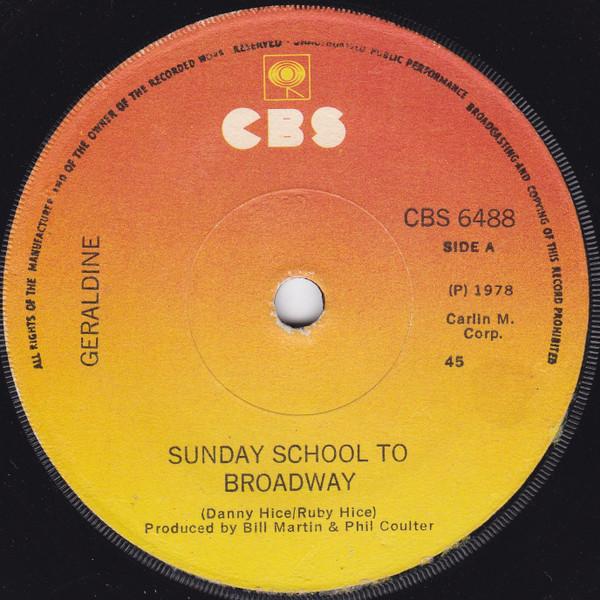 ALL RIGHTS OF THE MANUFACTURER AND OF THE OWNER OF THE RECORDED WORK RESERVED · UNAUTHORISED PUBLIC PERFORMANCE BROADCASTING AND COPYING OF THIS RECORD PROHIBITED
CBS
CBS 6488
SIDE A
GERALDINE
(P) 1978
Carlin M.
Corp.
45
SUNDAY SCHOOL TO
BROADWAY
(Danny Hice/Ruby Hice)
Produced by Bill Martin & Phil Coulter